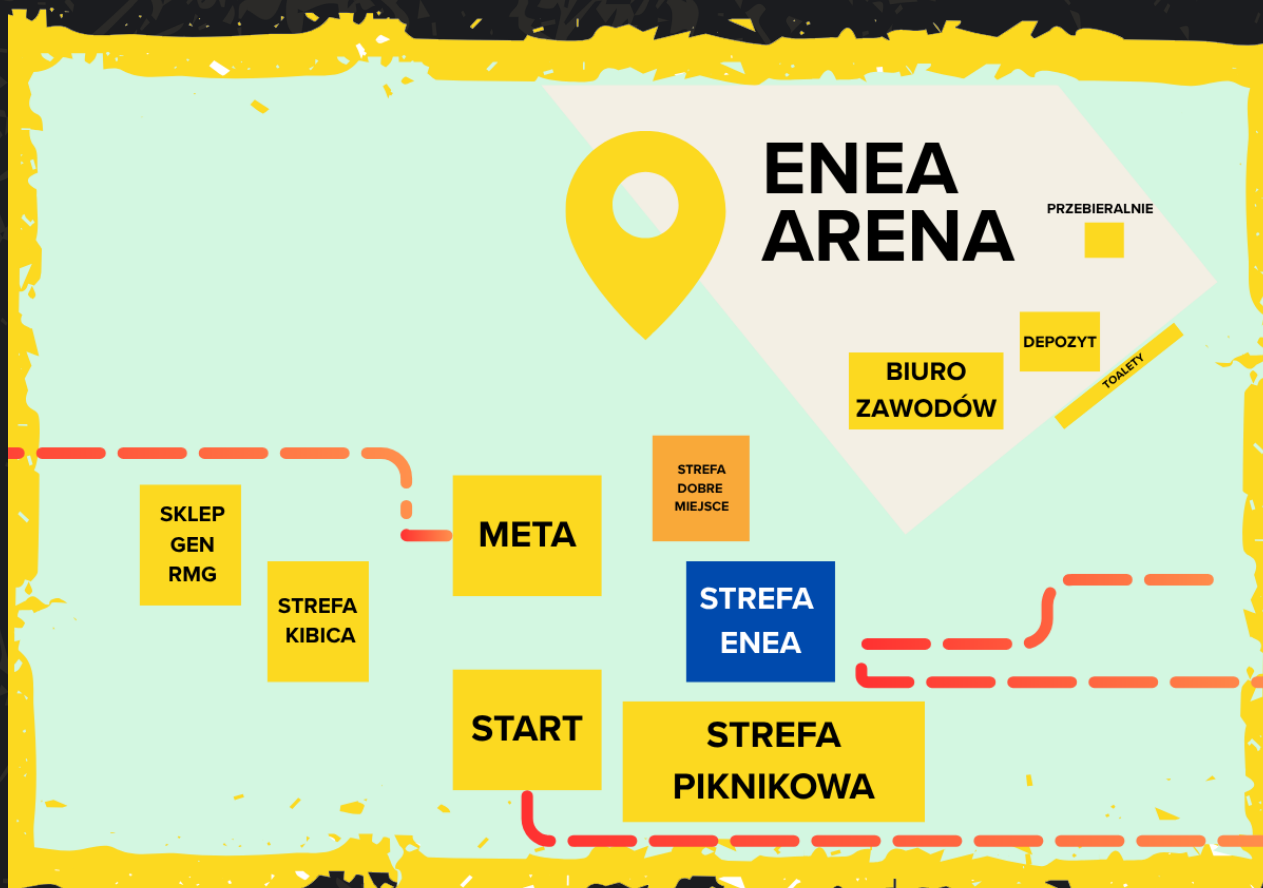 ENEA
ARENA
PRZEBIERALNIE
DEPOZYT
TOALETY
BIURO
ZAWODÓW
STREFA
DOBRE
MIEJSCE
META
SKLEP
GEN
RMG
STREFA
KIBICA
STREFA
ENEA
START
STREFA
PIKNIKOWA